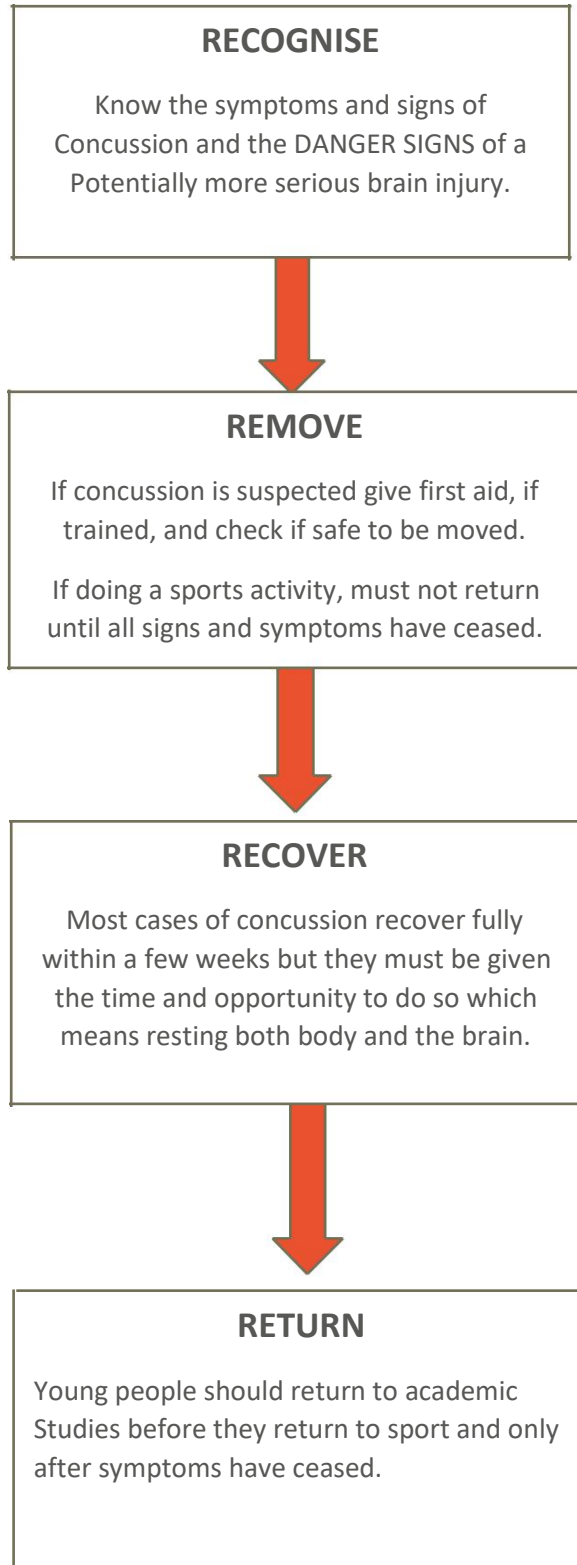 RECOGNISE
Know the symptoms and signs of
Concussion and the DANGER SIGNS of a
Potentially more serious brain injury.
REMOVE
If concussion is suspected give first aid, if
trained, and check if safe to be moved.
If doing a sports activity, must not return
until all signs and symptoms have ceased.
RECOVER
Most cases of concussion recover fully
within a few weeks but they must be given
the time and opportunity to do so which
means resting both body and the brain.
RETURN
Young people should return to academic
Studies before they return to sport and only
after symptoms have ceased.